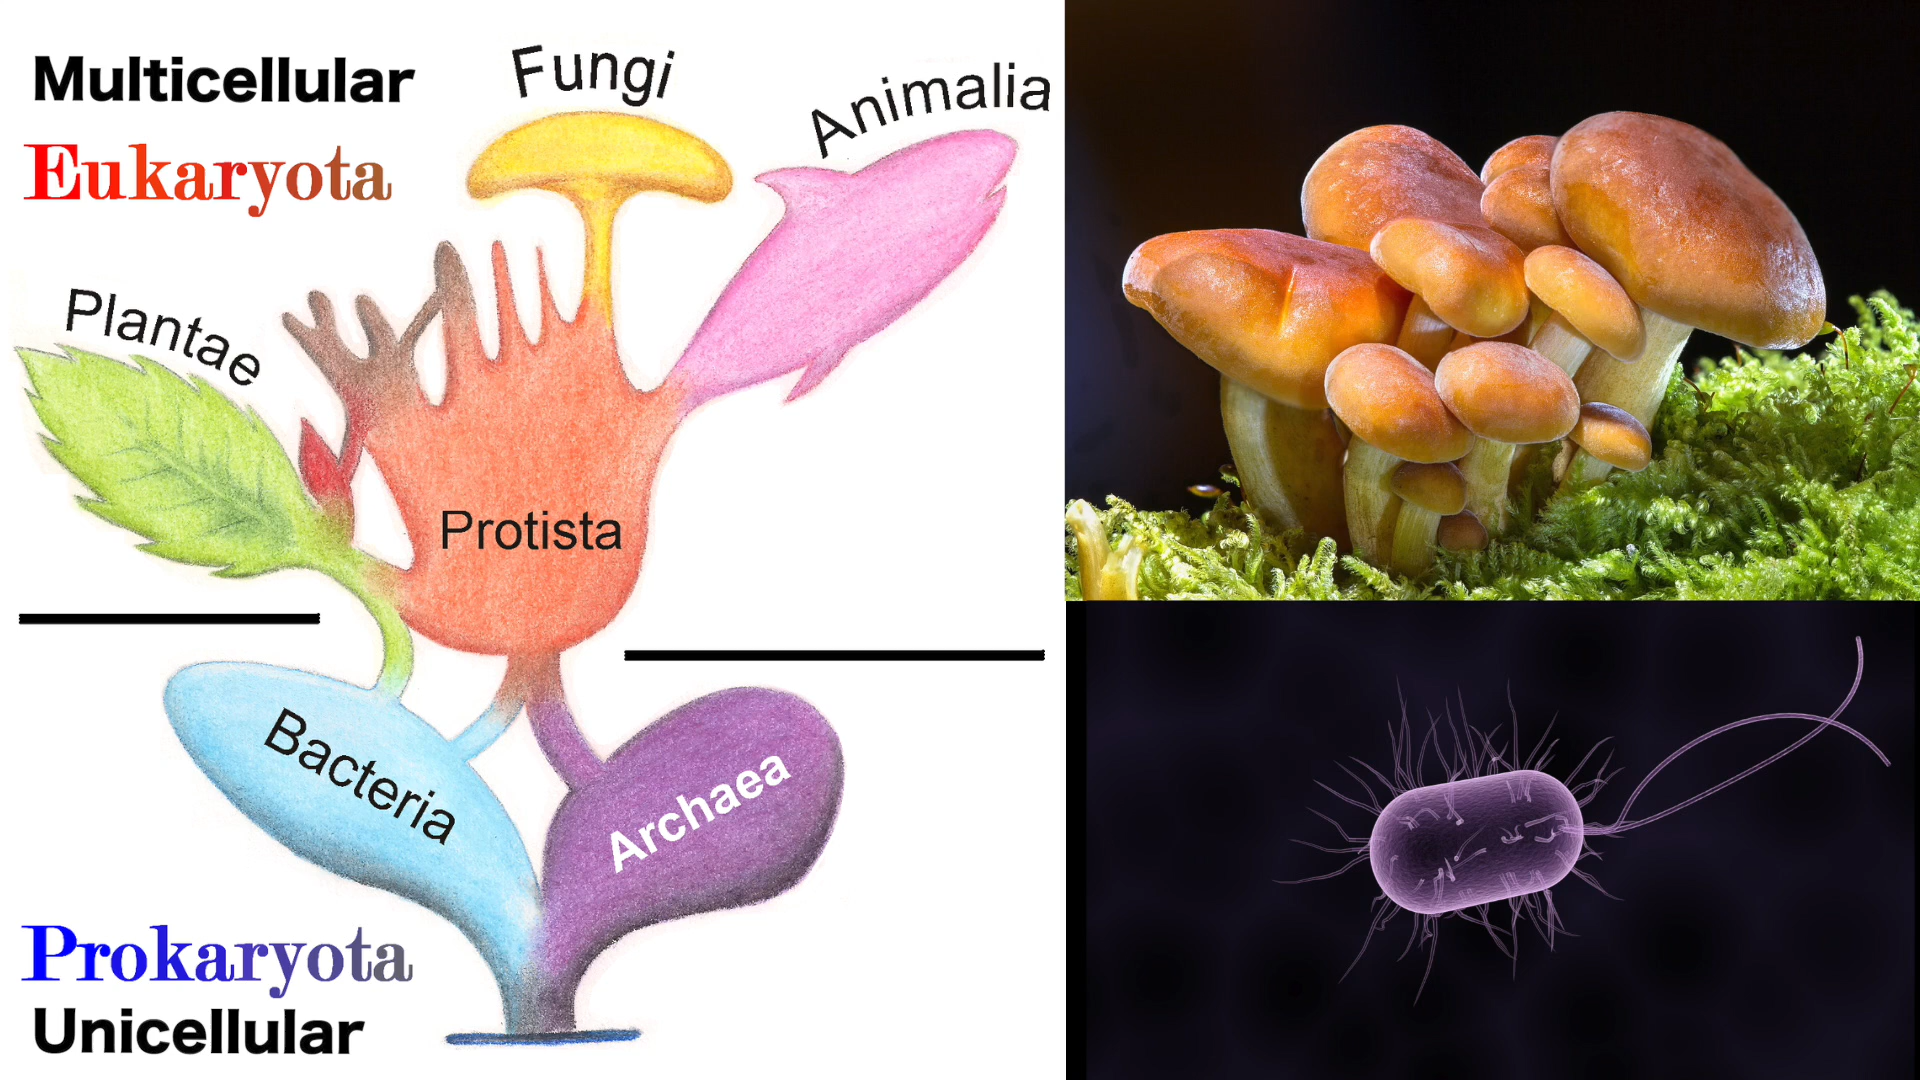 Multicellular
Eukaryota
Fungi
Animalia
Plantae
Protista
Bacteria
Archaea
Prokaryota
Unicellular